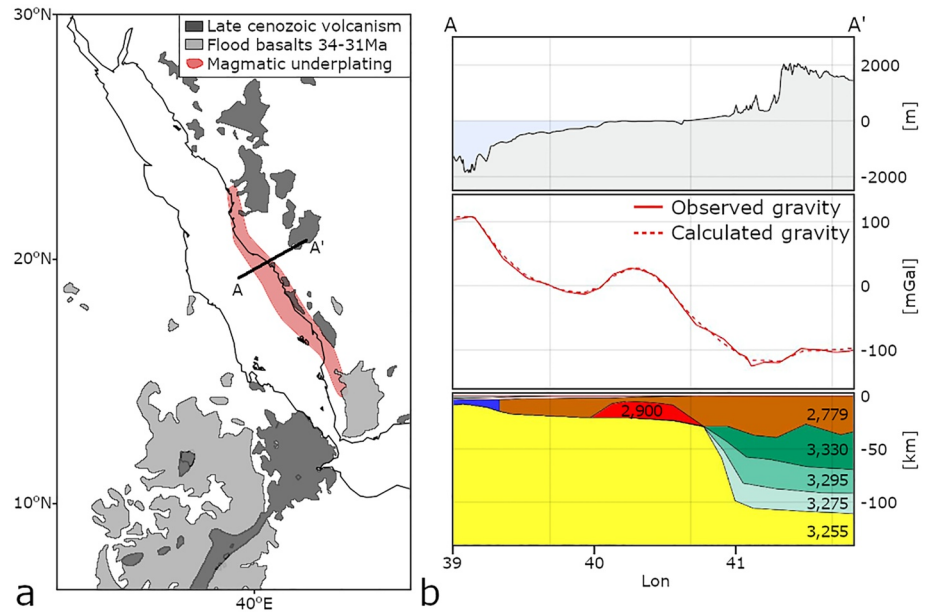 30°N
20°N
10°N
40°E
Late cenozoic volcanism
Flood basalts 34-31Ma
Magmatic underplating
A
A'
a
A
A'
2000
0
-2000
[m]
Observed gravity
Calculated gravity
100
0
-100
[mGal]
2,900
2,779
3,330
3,295
3,275
3,255
0
-50
-100
[km]
39
40
41
Lon
b